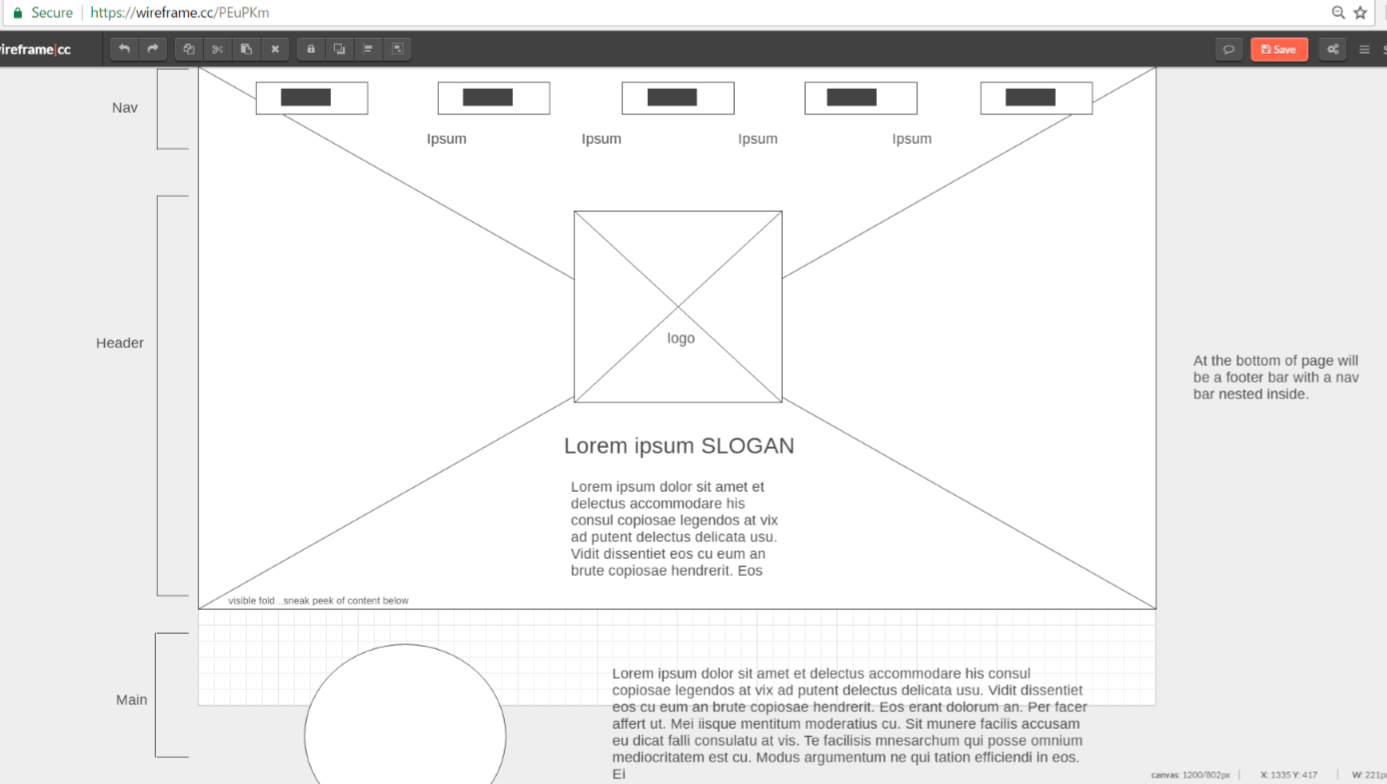 Secure https://wireframe.cc/PEuPKm
ireframe|cc
Save
Nav
Ipsum Ipsum Ipsum Ipsum
Header
logo
At the bottom of page will
be a footer bar with a nav
bar nested inside.
Lorem ipsum SLOGAN
Lorem ipsum dolor sit amet et
delectus accommodare his
consul copiosae legendos at vix
ad putent delectus delicata usu.
Vidit dissentiet eos cu eum an
brute copiosae hendrerit. Eos
visible fold...sneak peek of content below
Main
Lorem ipsum dolor sit amet et delectus accommodare his consul
copiosae legendos at vix ad putent delectus delicata usu. Vidit dissentiet
eos cu eum an brute copiosae hendrerit. Eos erant dolorum an. Per facer
affert ut. Mei iisque mentitum moderatius cu. Sit munere facilis accusam
eu dicat falli consulatu at vis. Te facilisis mnesarchum qui posse omnium
mediocritatem est cu. Modus argumentum ne qui tation efficiendi in eos.
Ei
canvas: 1200/802px | X: 1335 Y: 417 | W: 221p